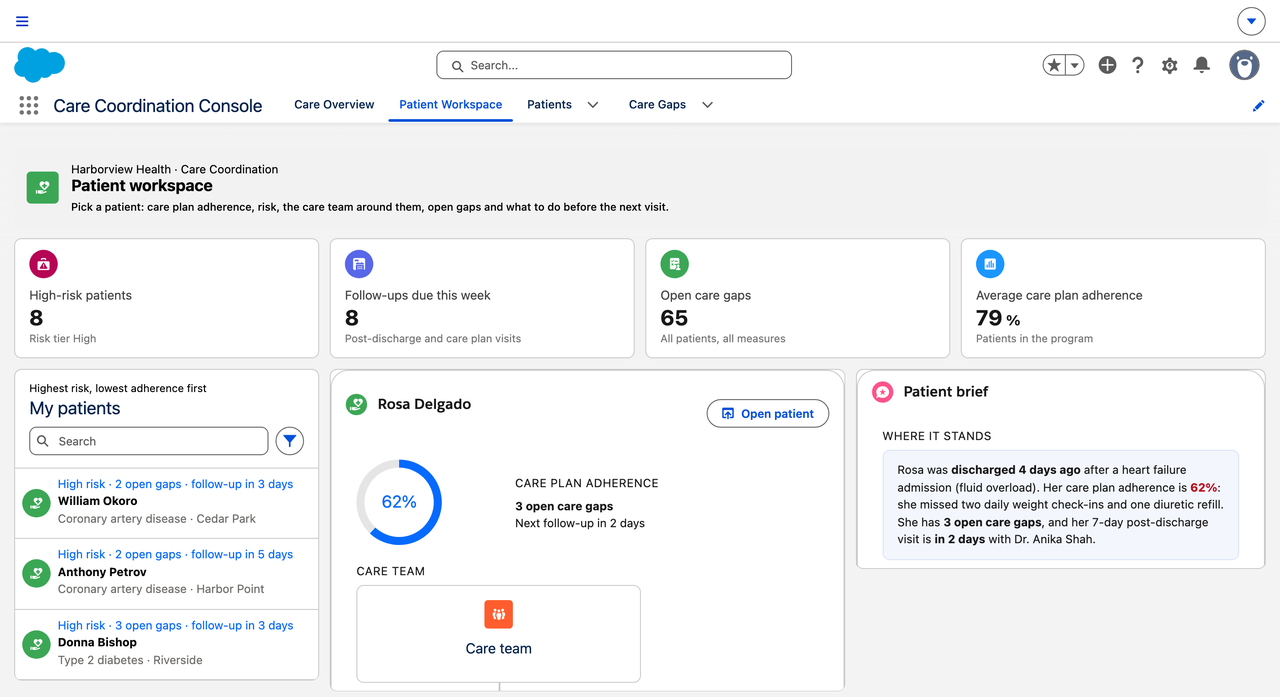 Search...
Care Coordination Console
Care Overview
Patient Workspace
Patients
Care Gaps
Harborview Health · Care Coordination
Patient workspace
Pick a patient: care plan adherence, risk, the care team around them, open gaps and what to do before the next visit.
High-risk patients
8
Risk tier High
Follow-ups due this week
8
Post-discharge and care plan visits
Open care gaps
65
All patients, all measures
Average care plan adherence
79 %
Patients in the program
Highest risk, lowest adherence first
My patients
Search
High risk · 2 open gaps · follow-up in 3 days
William Okoro
Coronary artery disease · Cedar Park
High risk · 2 open gaps · follow-up in 5 days
Anthony Petrov
Coronary artery disease · Harbor Point
High risk · 3 open gaps · follow-up in 3 days
Donna Bishop
Type 2 diabetes · Riverside
Rosa Delgado
Open patient
62%
CARE PLAN ADHERENCE
3 open care gaps
Next follow-up in 2 days
CARE TEAM
Care team
Patient brief
WHERE IT STANDS
Rosa was discharged 4 days ago after a heart failure
admission (fluid overload). Her care plan adherence is 62%:
she missed two daily weight check-ins and one diuretic refill.
She has 3 open care gaps, and her 7-day post-discharge
visit is in 2 days with Dr. Anika Shah.